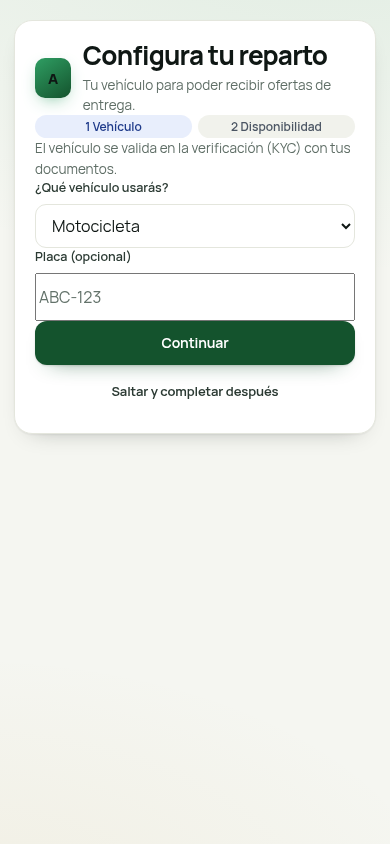 A
Configura tu reparto
Tu vehículo para poder recibir ofertas de
entrega.
1 Vehículo
2 Disponibilidad
El vehículo se valida en la verificación (KYC) con tus
documentos.
¿Qué vehículo usarás?
Motocicleta
Placa (opcional)
ABC-123
Continuar
Saltar y completar después